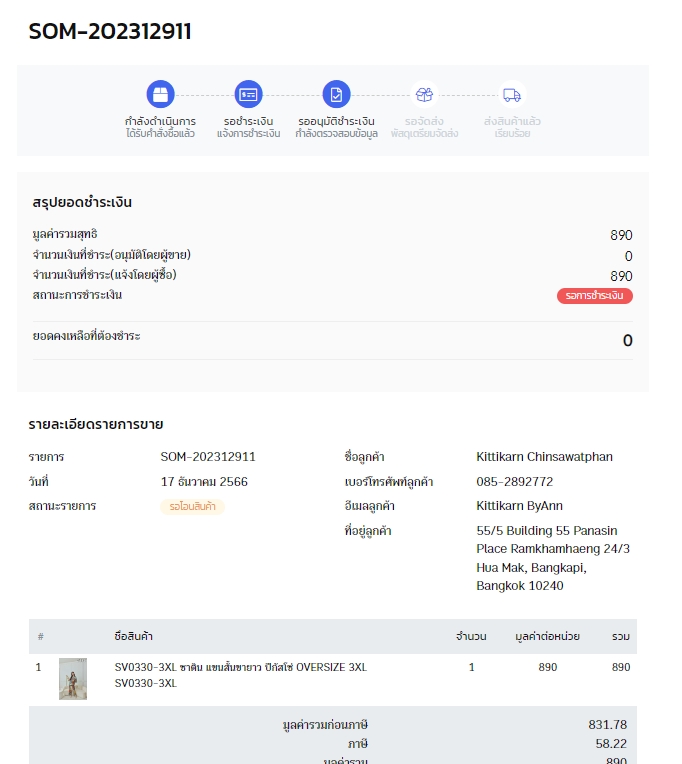 SOM-202312911
กำลังดำเนินการ รอชำระเงิน รออนุมัติชำระเงิน รอจัดส่ง ส่งสินค้าแล้ว
ได้รับคำสั่งซื้อแล้ว แจ้งการชำระเงิน กำลังตรวจสอบข้อมูล พัสดุเตรียมจัดส่ง เรียบร้อย
สรุปยอดชำระเงิน
มูลค่ารวมสุทธิ 890
จำนวนเงินที่ชำระ(อนุมัติโดยผู้ขาย) 0
จำนวนเงินที่ชำระ(แจ้งโดยผู้ซื้อ) 890
สถานะการชำระเงิน รอการชำระเงิน
ยอดคงเหลือที่ต้องชำระ 0
รายละเอียดรายการขาย
รายการ SOM-202312911 ชื่อลูกค้า Kittikarn Chinsawatphan
วันที่ 17 ธันวาคม 2566 เบอร์โทรศัพท์ลูกค้า 085-2892772
สถานะรายการ รอโอนสินค้า อีเมลลูกค้า Kittikarn ByAnn
ที่อยู่ลูกค้า 55/5 Building 55 Panasin
Place Ramkhamhaeng 24/3
Hua Mak, Bangkapi,
Bangkok 10240
# ชื่อสินค้า จำนวน มูลค่าต่อหน่วย รวม
1 SV0330-3XL ซาติน แขนสั้นขายาว ปีกัสโซ่ OVERSIZE 3XL 1 890 890
SV0330-3XL
มูลค่ารวมก่อนภาษี 831.78
ภาษี 58.22
มูลค่ารวม 890